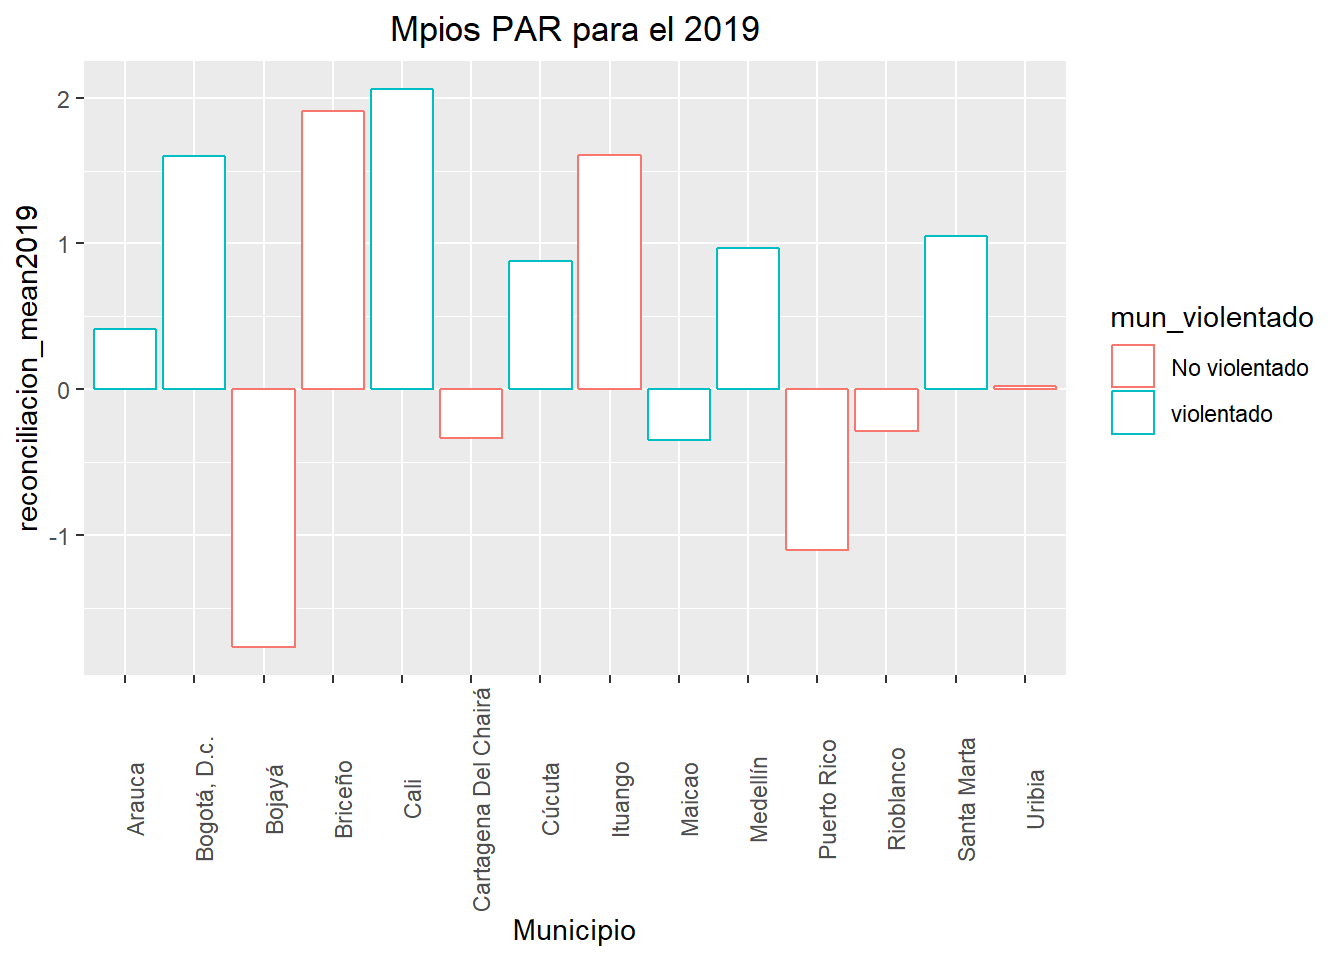 Mpios PAR para el 2019
reconciliacion_mean2019
2
1
0
-1
Arauca
Bogotá, D.c.
Bojayá
Briceño
Cali
Cartagena Del Chairá
Cúcuta
Ituango
Maicao
Medellín
Puerto Rico
Rioblanco
Santa Marta
Uribia
Municipio
mun_violentado
No violentado
violentado